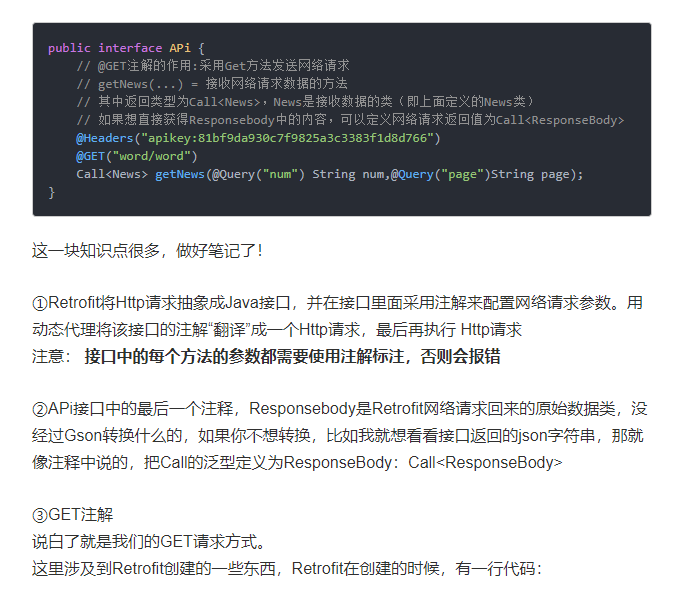 public interface APi {
// @GET注解的作用:采用Get方法发送网络请求
// getNews(...) = 接收网络请求数据的方法
// 其中返回类型为Call<News>，News是接收数据的类（即上面定义的News类）
// 如果想直接获得Responsebody中的内容，可以定义网络请求返回值为Call<ResponseBody>
@Headers("apikey:81bf9da930c7f9825a3c3383f1d8d766")
@GET("word/word")
Call<News> getNews(@Query("num") String num,@Query("page")String page);
}
这一块知识点很多，做好笔记了！
①Retrofit将Http请求抽象成Java接口，并在接口里面采用注解来配置网络请求参数。用
动态代理将该接口的注解“翻译”成一个Http请求，最后再执行 Http请求
注意： 接口中的每个方法的参数都需要使用注解标注，否则会报错
②APi接口中的最后一个注释，Responsebody是Retrofit网络请求回来的原始数据类，没
经过Gson转换什么的，如果你不想转换，比如我就想看看接口返回的json字符串，那就
像注释中说的，把Call的泛型定义为ResponseBody：Call<ResponseBody>
③GET注解
说白了就是我们的GET请求方式。
这里涉及到Retrofit创建的一些东西，Retrofit在创建的时候，有一行代码：